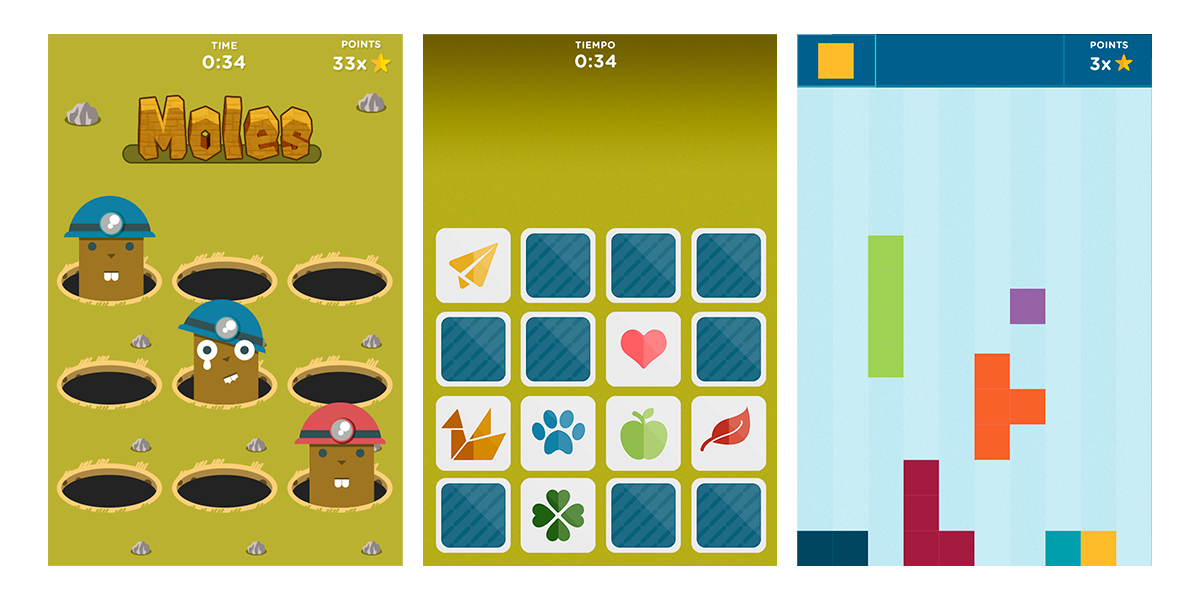 TIME
0:34
POINTS
33x
Moles
TIEMPO
0:34
POINTS
3x